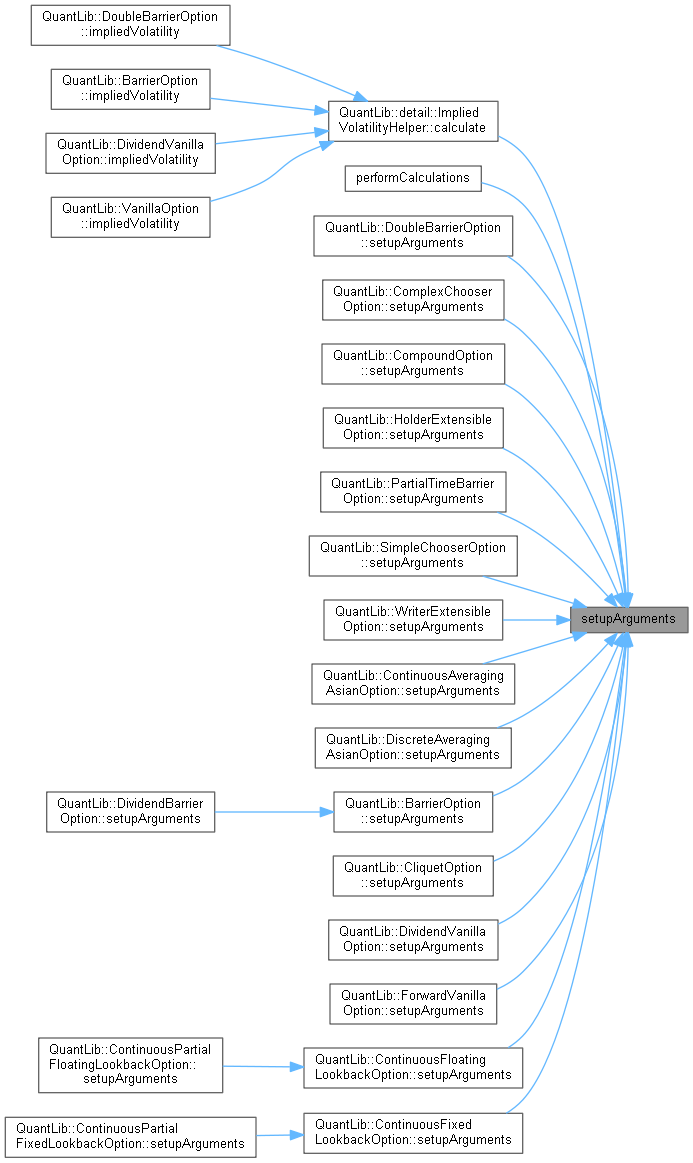 QuantLib::DoubleBarrierOption
::impliedVolatility
QuantLib::BarrierOption
::impliedVolatility
QuantLib::DividendVanilla
Option::impliedVolatility
QuantLib::VanillaOption
::impliedVolatility
QuantLib::detail::Implied
VolatilityHelper::calculate
performCalculations
QuantLib::DoubleBarrierOption
::setupArguments
QuantLib::ComplexChooser
Option::setupArguments
QuantLib::CompoundOption
::setupArguments
QuantLib::HolderExtensible
Option::setupArguments
QuantLib::PartialTimeBarrier
Option::setupArguments
QuantLib::SimpleChooserOption
::setupArguments
QuantLib::WriterExtensible
Option::setupArguments
setupArguments
QuantLib::ContinuousAveraging
AsianOption::setupArguments
QuantLib::DiscreteAveraging
AsianOption::setupArguments
QuantLib::DividendBarrier
Option::setupArguments
QuantLib::BarrierOption
::setupArguments
QuantLib::CliquetOption
::setupArguments
QuantLib::DividendVanilla
Option::setupArguments
QuantLib::ForwardVanilla
Option::setupArguments
QuantLib::ContinuousPartial
FloatingLookbackOption::
setupArguments
QuantLib::ContinuousFloating
LookbackOption::setupArguments
QuantLib::ContinuousPartial
FixedLookbackOption::setupArguments
QuantLib::ContinuousFixed
LookbackOption::setupArguments